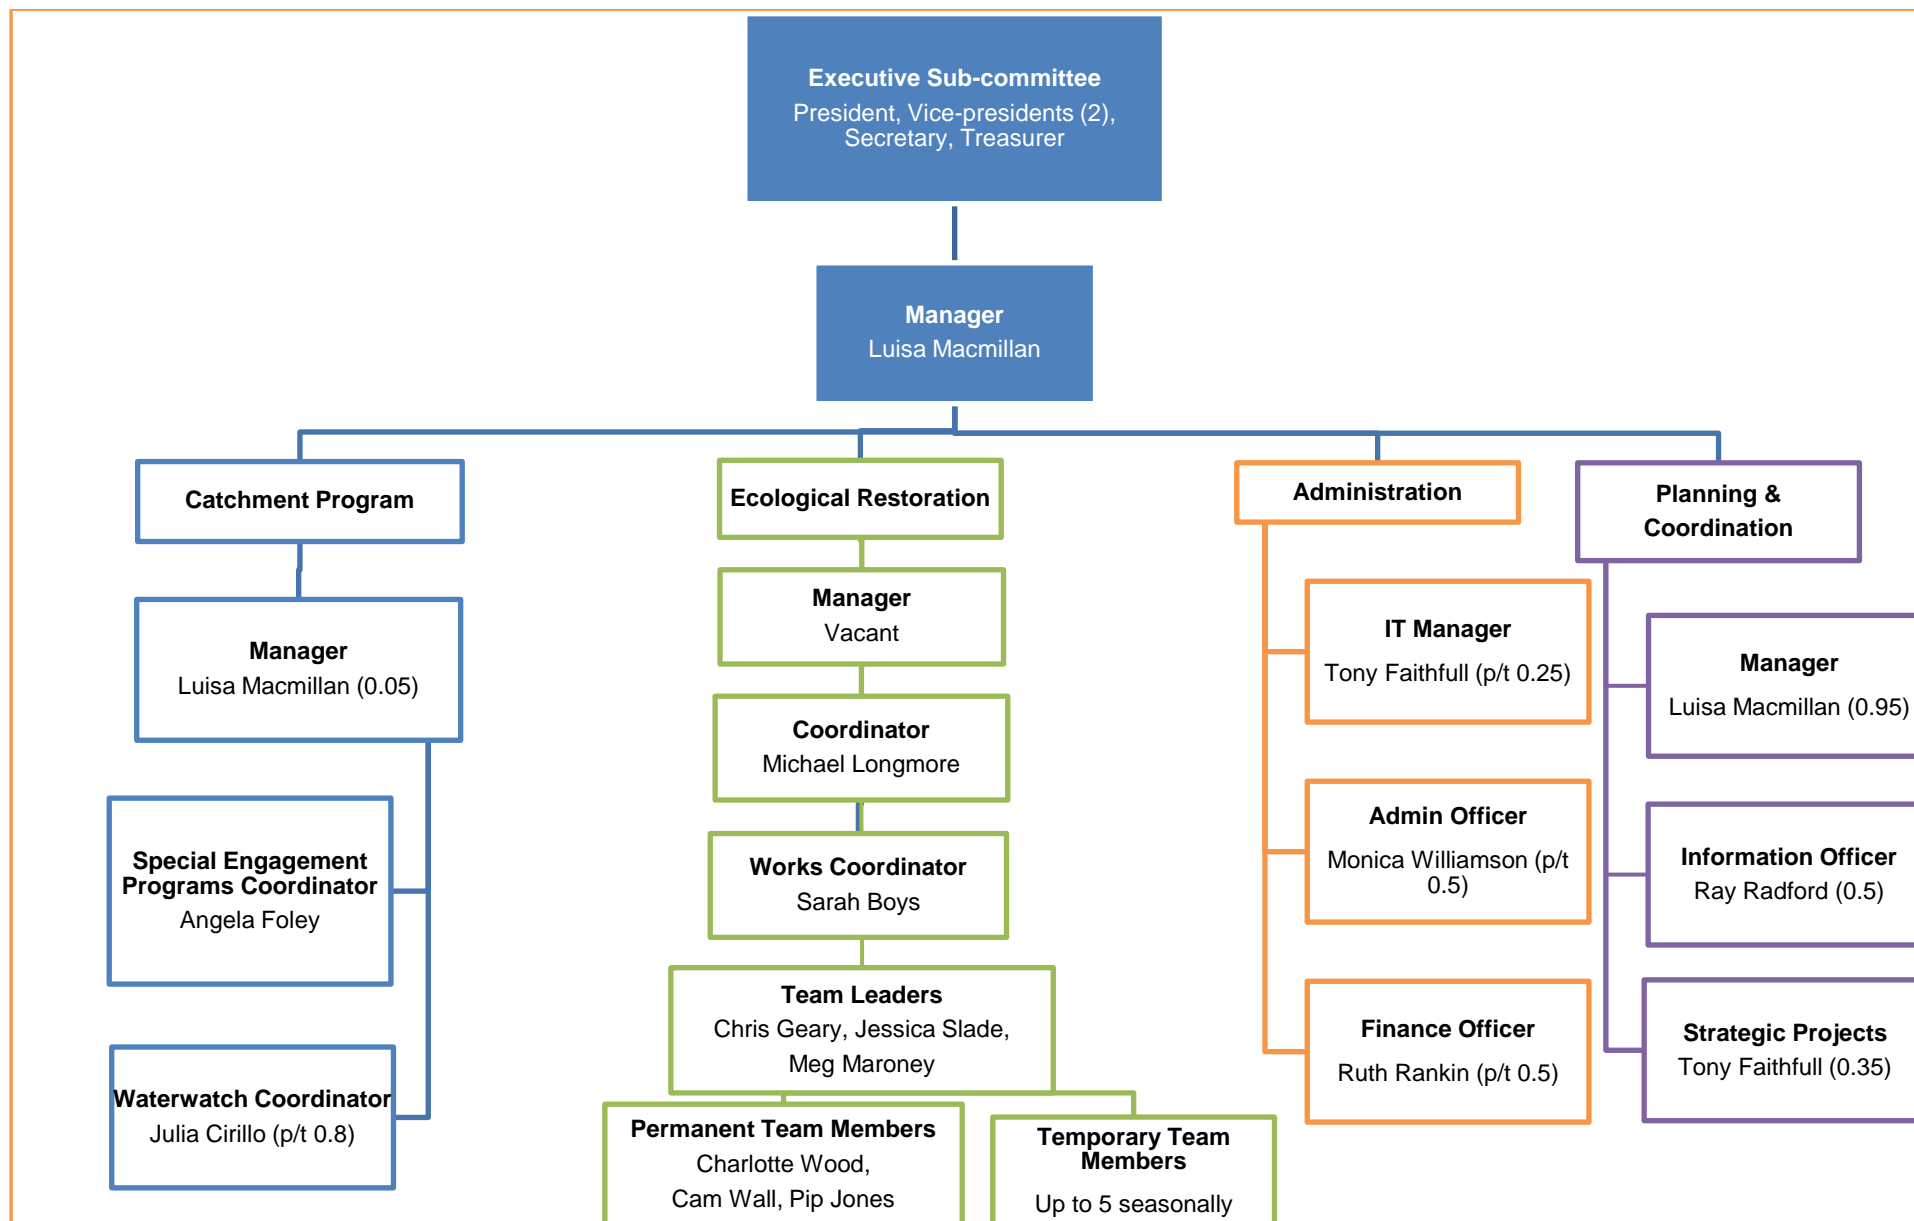 Executive Sub-committee
President, Vice-presidents (2),
Secretary, Treasurer
Manager
Luisa Macmillan
Catchment Program
Manager
Luisa Macmillan (0.05)
Special Engagement
Programs Coordinator
Angela Foley
Waterwatch Coordinator
Julia Cirillo (p/t 0.8)
Ecological Restoration
Manager
Vacant
Coordinator
Michael Longmore
Works Coordinator
Sarah Boys
Team Leaders
Chris Geary, Jessica Slade,
Meg Maroney
Permanent Team Members
Charlotte Wood,
Cam Wall, Pip Jones
Temporary Team
Members
Up to 5 seasonally
Administration
IT Manager
Tony Faithfull (p/t 0.25)
Admin Officer
Monica Williamson (p/t
0.5)
Finance Officer
Ruth Rankin (p/t 0.5)
Planning &
Coordination
Manager
Luisa Macmillan (0.95)
Information Officer
Ray Radford (0.5)
Strategic Projects
Tony Faithfull (0.35)